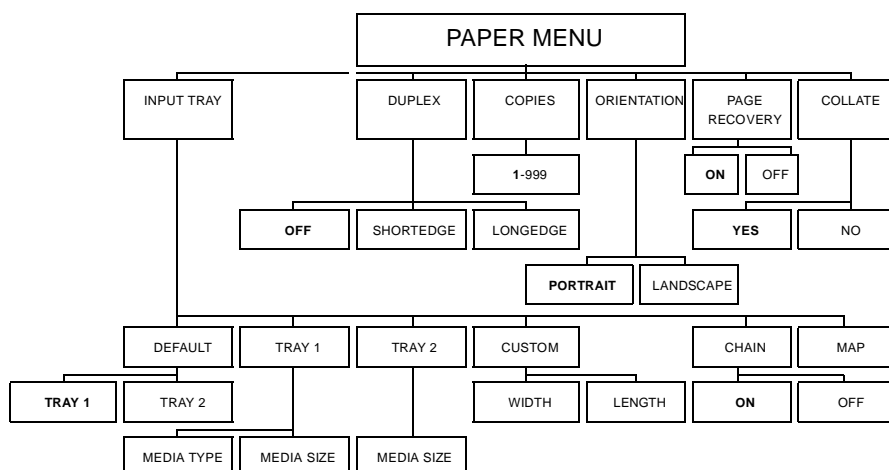 PAPER MENU
INPUT TRAY
DUPLEX
COPIES
ORIENTATION
PAGE
RECOVERY
COLLATE
1-999
ON
OFF
OFF
SHORTEDGE
LONGEDGE
YES
NO
PORTRAIT
LANDSCAPE
DEFAULT
TRAY 1
TRAY 2
CUSTOM
CHAIN
MAP
TRAY 1
TRAY 2
WIDTH
LENGTH
ON
OFF
MEDIA TYPE
MEDIA SIZE
MEDIA SIZE